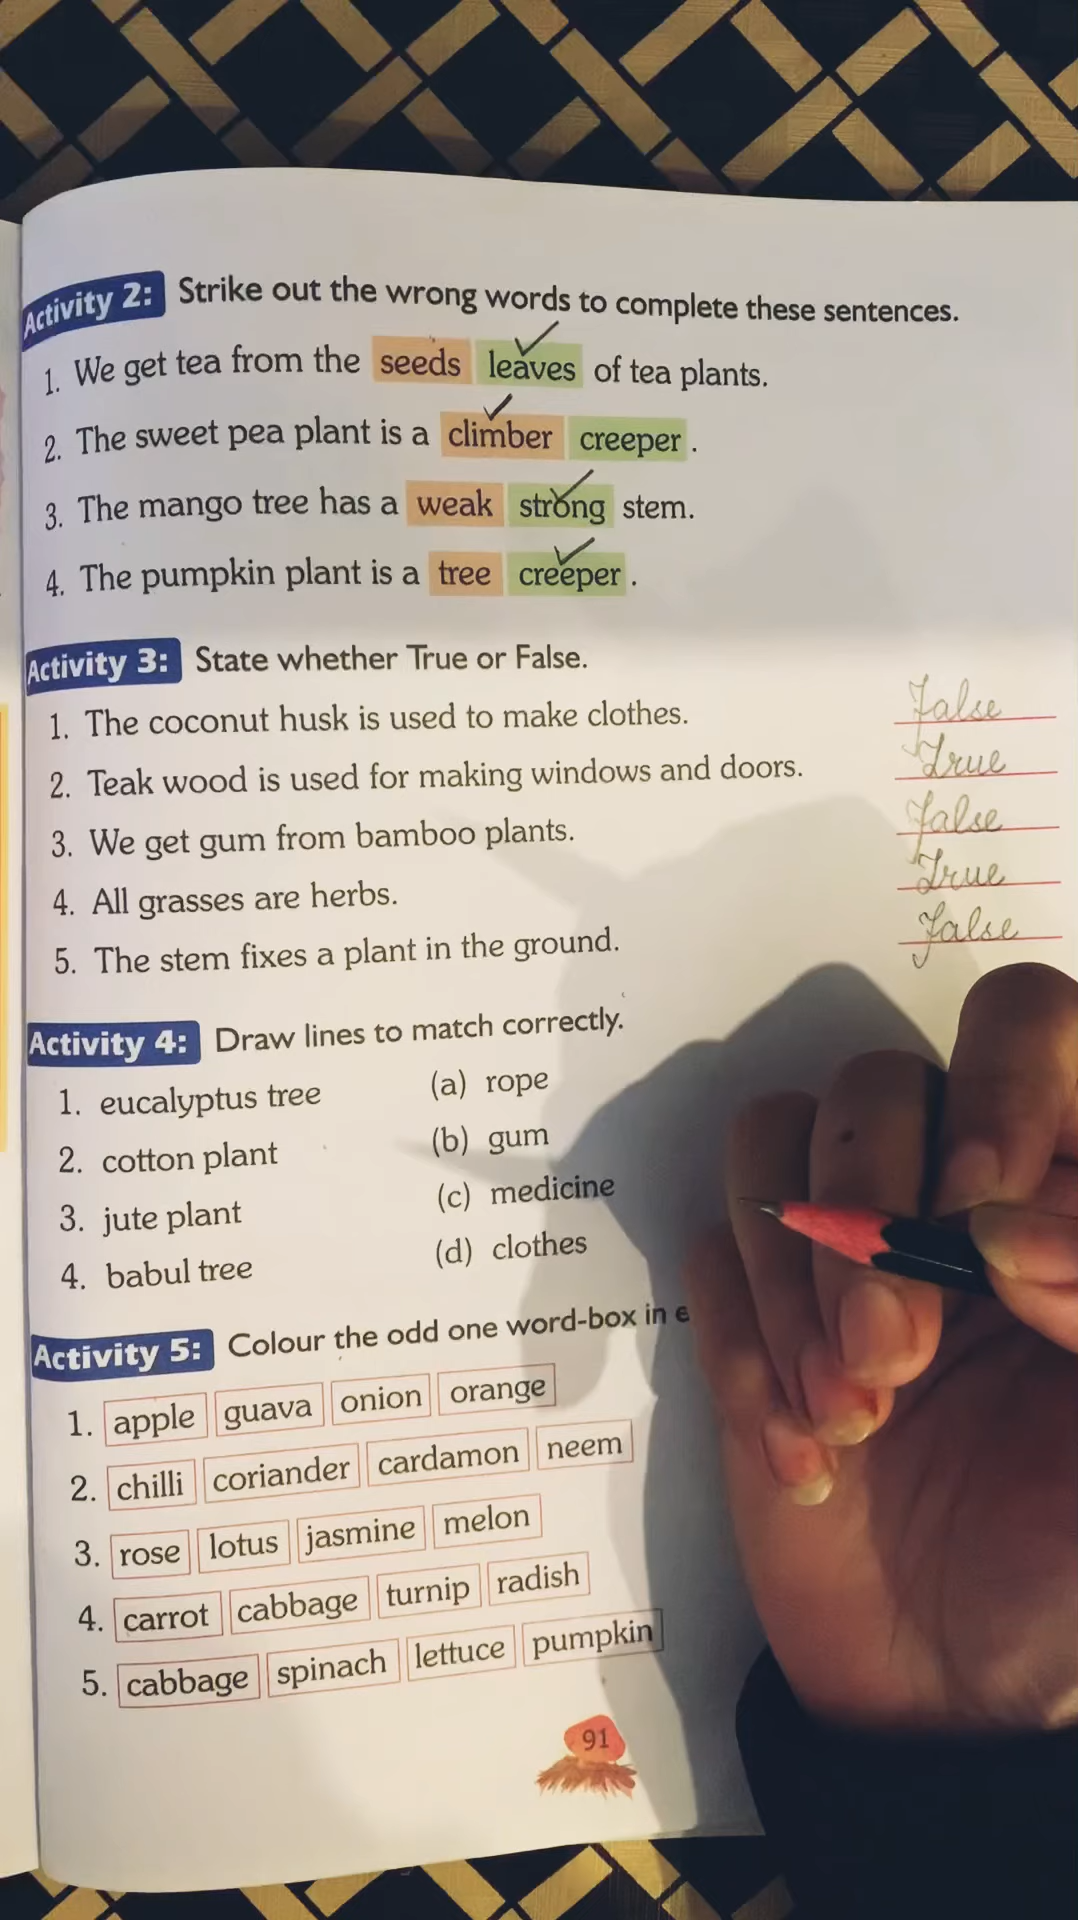 Activity 2: Strike out the wrong words to complete these sentences.
1. We get tea from the seeds leaves of tea plants.
2. The sweet pea plant is a climber creeper .
3. The mango tree has a weak strong stem.
4. The pumpkin plant is a tree creeper .
Activity 3: State whether True or False.
1. The coconut husk is used to make clothes. False
2. Teak wood is used for making windows and doors. True
3. We get gum from bamboo plants. False
4. All grasses are herbs. True
5. The stem fixes a plant in the ground. False
Activity 4: Draw lines to match correctly.
1. eucalyptus tree (a) rope
2. cotton plant (b) gum
3. jute plant (c) medicine
4. babul tree (d) clothes
Activity 5: Colour the odd one word-box in
1. apple guava onion orange
2. chilli coriander cardamon neem
3. rose lotus jasmine melon
4. carrot cabbage turnip radish
5. cabbage spinach lettuce pumpkin
91